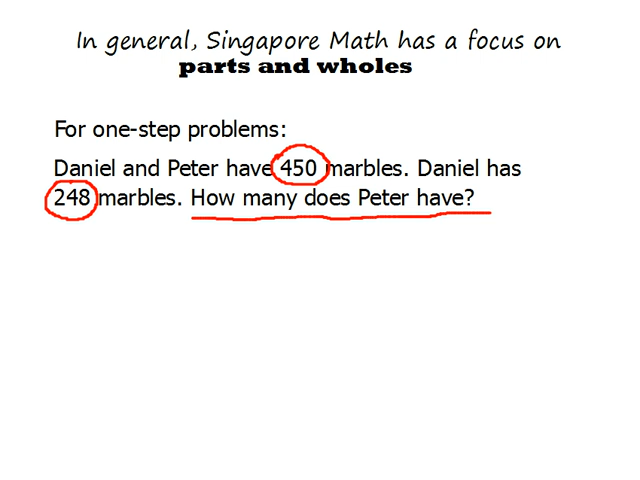 In general, Singapore Math has a focus on
parts and wholes
For one-step problems:
Daniel and Peter have 450 marbles. Daniel has
248 marbles. How many does Peter have?